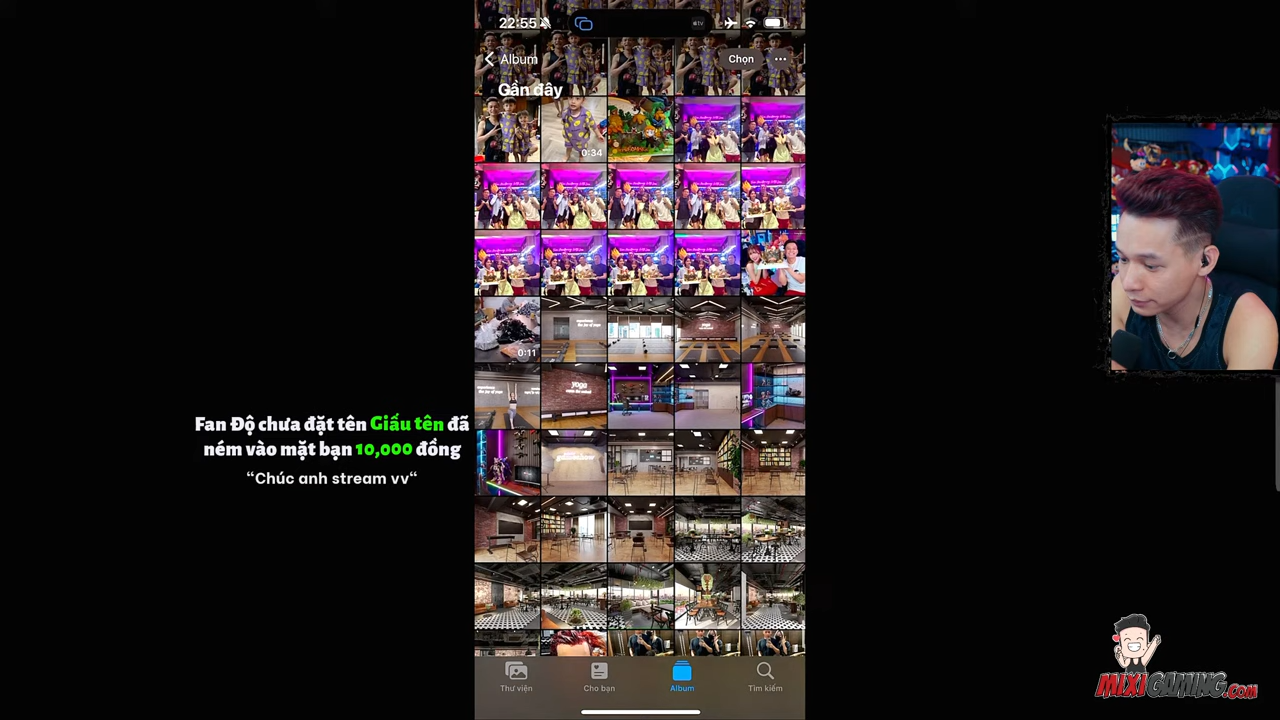 22:55
Album
Chọn
Gần đây
0:34
0:11
yoga
Fan Độ chưa đặt tên Giấu tên đã
ném vào mặt bạn 10,000 đồng
“Chúc anh stream vv“
Thư viện
Cho bạn
Album
Tìm kiếm
MIXIGAMING.COM